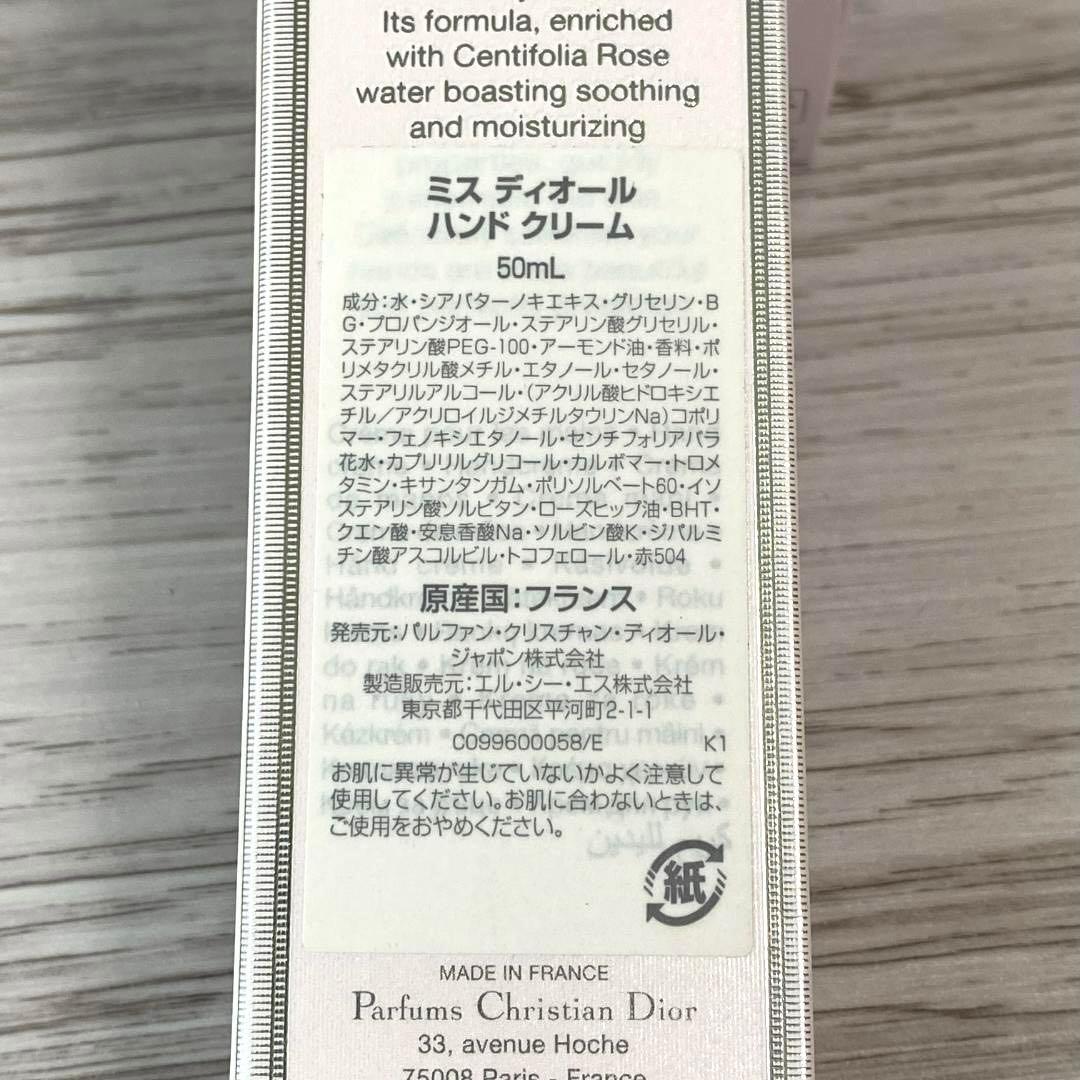 Its formula, enriched
with Centifolia Rose
water boasting soothing
and moisturizing
ミス ディオール
ハンド クリーム
50mL
成分:水・シアバターノキエキス・グリセリン・B
G・プロパンジオール・ステアリン酸グリセリル・
ステアリン酸PEG-100・アーモンド油・香料・ポ
リメタクリル酸メチル・エタノール・セタノール・
ステアリルアルコール・(アクリル酸ヒドロキシエ
チル/アクリロイルジメチルタウリンNa)コポリ
マー・フェノキシエタノール・センチフォリアバラ
花水・カプリリルグリコール・カルボマー・トロメ
タミン・キサンタンガム・ポリソルベート60・イソ
ステアリン酸ソルビタン・ローズヒップ油・BHT・
クエン酸・安息香酸Na・ソルビン酸K・ジパルミ
チン酸アスコルビル・トコフェロール・赤504
原産国:フランス
発売元:パルファン・クリスチャン・ディオール・
ジャポン株式会社
製造販売元:エル・シー・エス株式会社
東京都千代田区平河町2-1-1
C099600058/E K1
お肌に異常が生じていないかよく注意して
使用してください。お肌に合わないときは、
ご使用をおやめください。
紙
MADE IN FRANCE
Parfums Christian Dior
33, avenue Hoche
75008 Paris - France